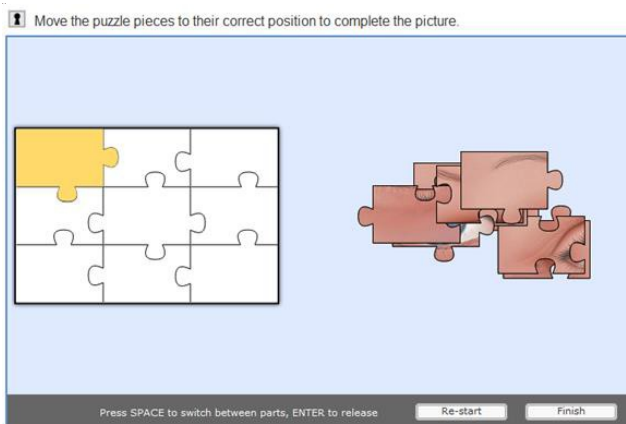 Move the puzzle pieces to their correct position to complete the picture.
Press SPACE to switch between parts, ENTER to release
Re-start
Finish